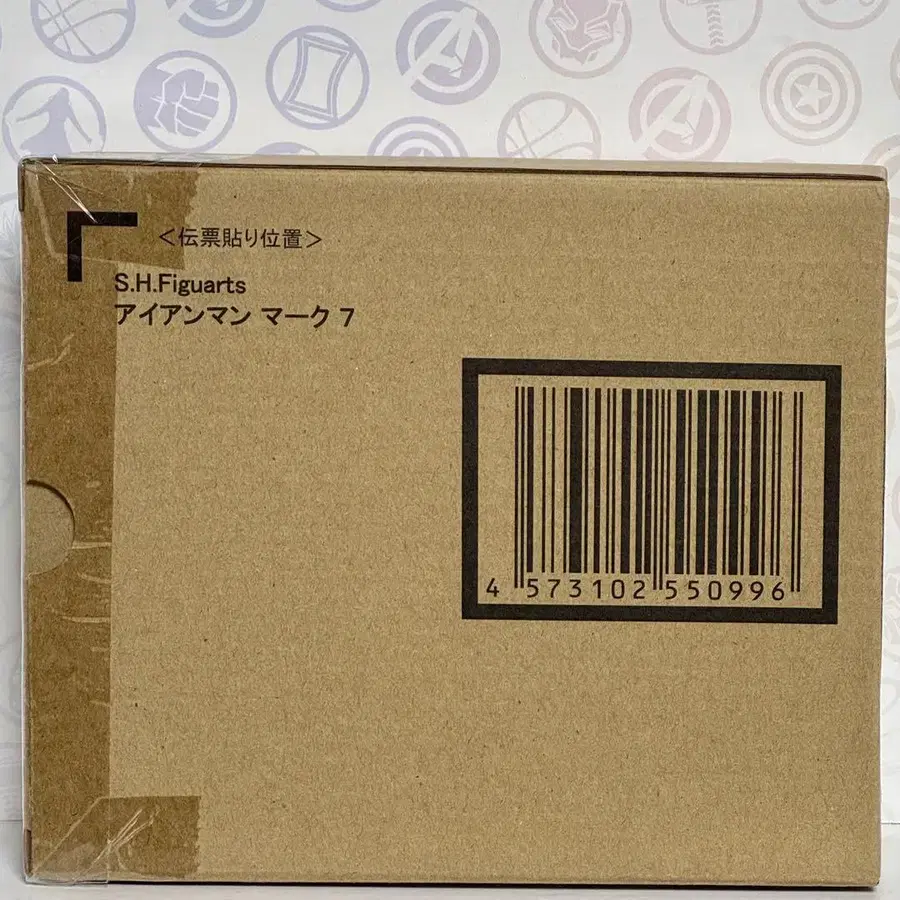 <伝票貼り位置>
S.H.Figuarts
アイアンマン マーク 7
4 573102 550996